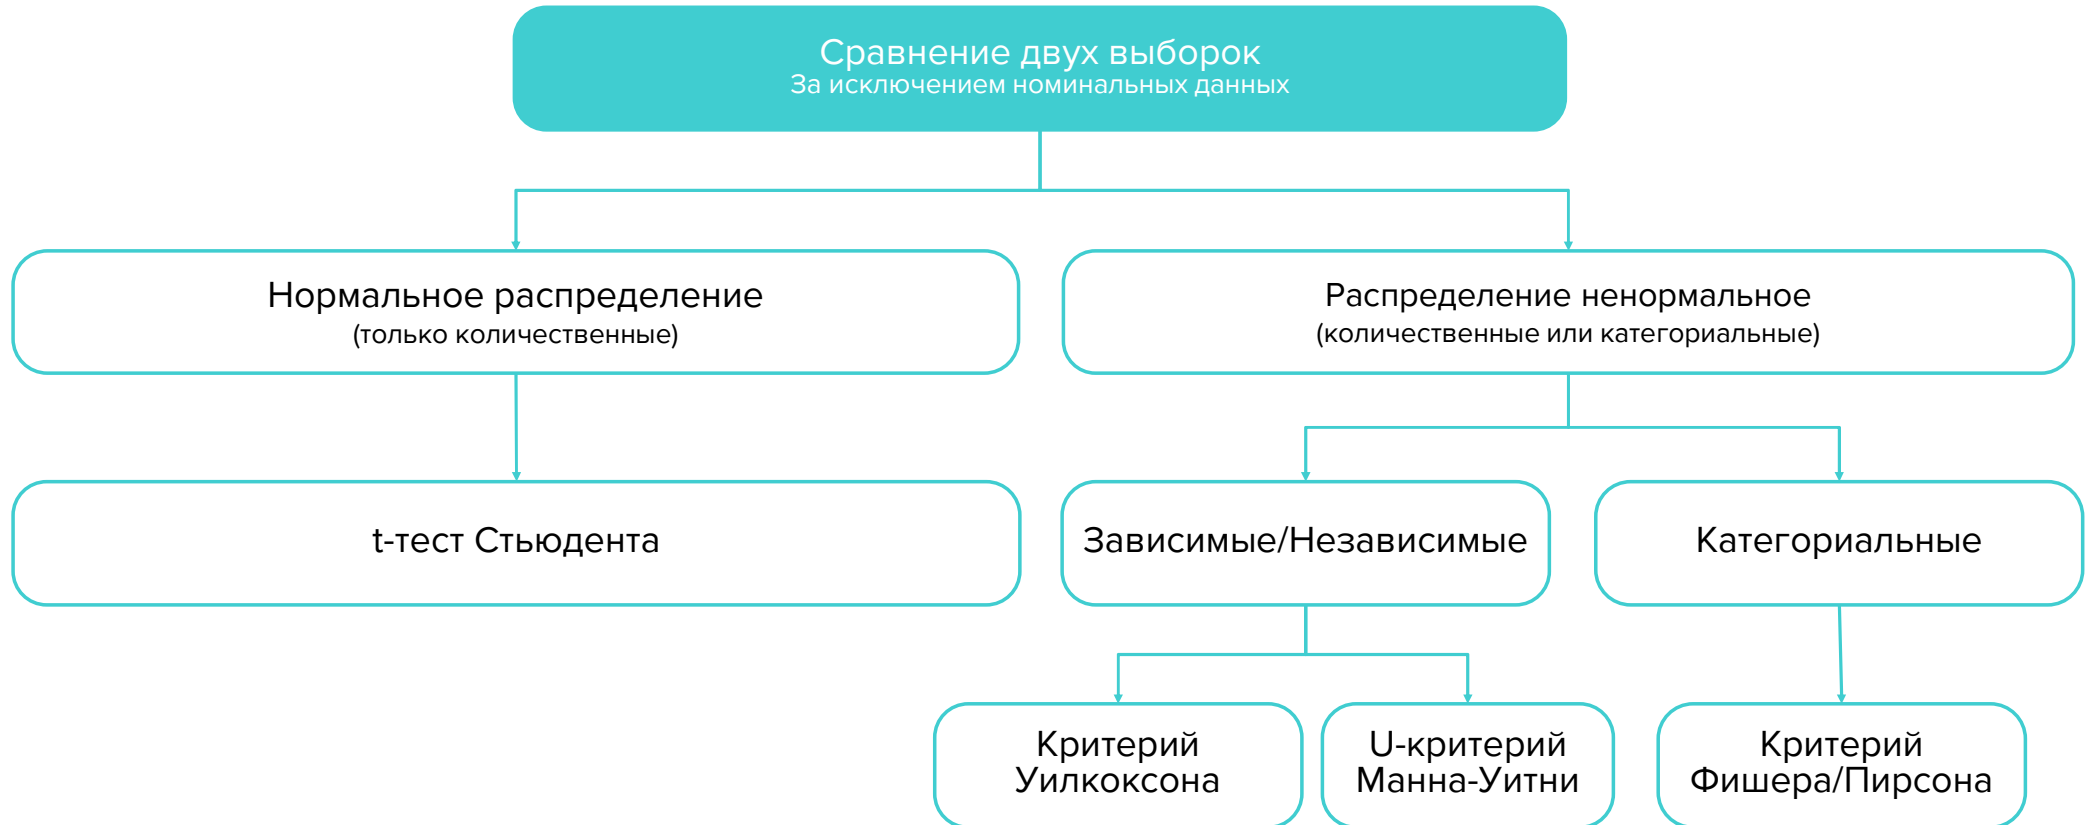 Сравнение двух выборок
За исключением номинальных данных
Нормальное распределение
(только количественные)
Распределение ненормальное
(количественные или категориальные)
t-тест Стьюдента
Зависимые/Независимые
Категориальные
Критерий
Уилкоксона
U-критерий
Манна-Уитни
Критерий
Фишера/Пирсона